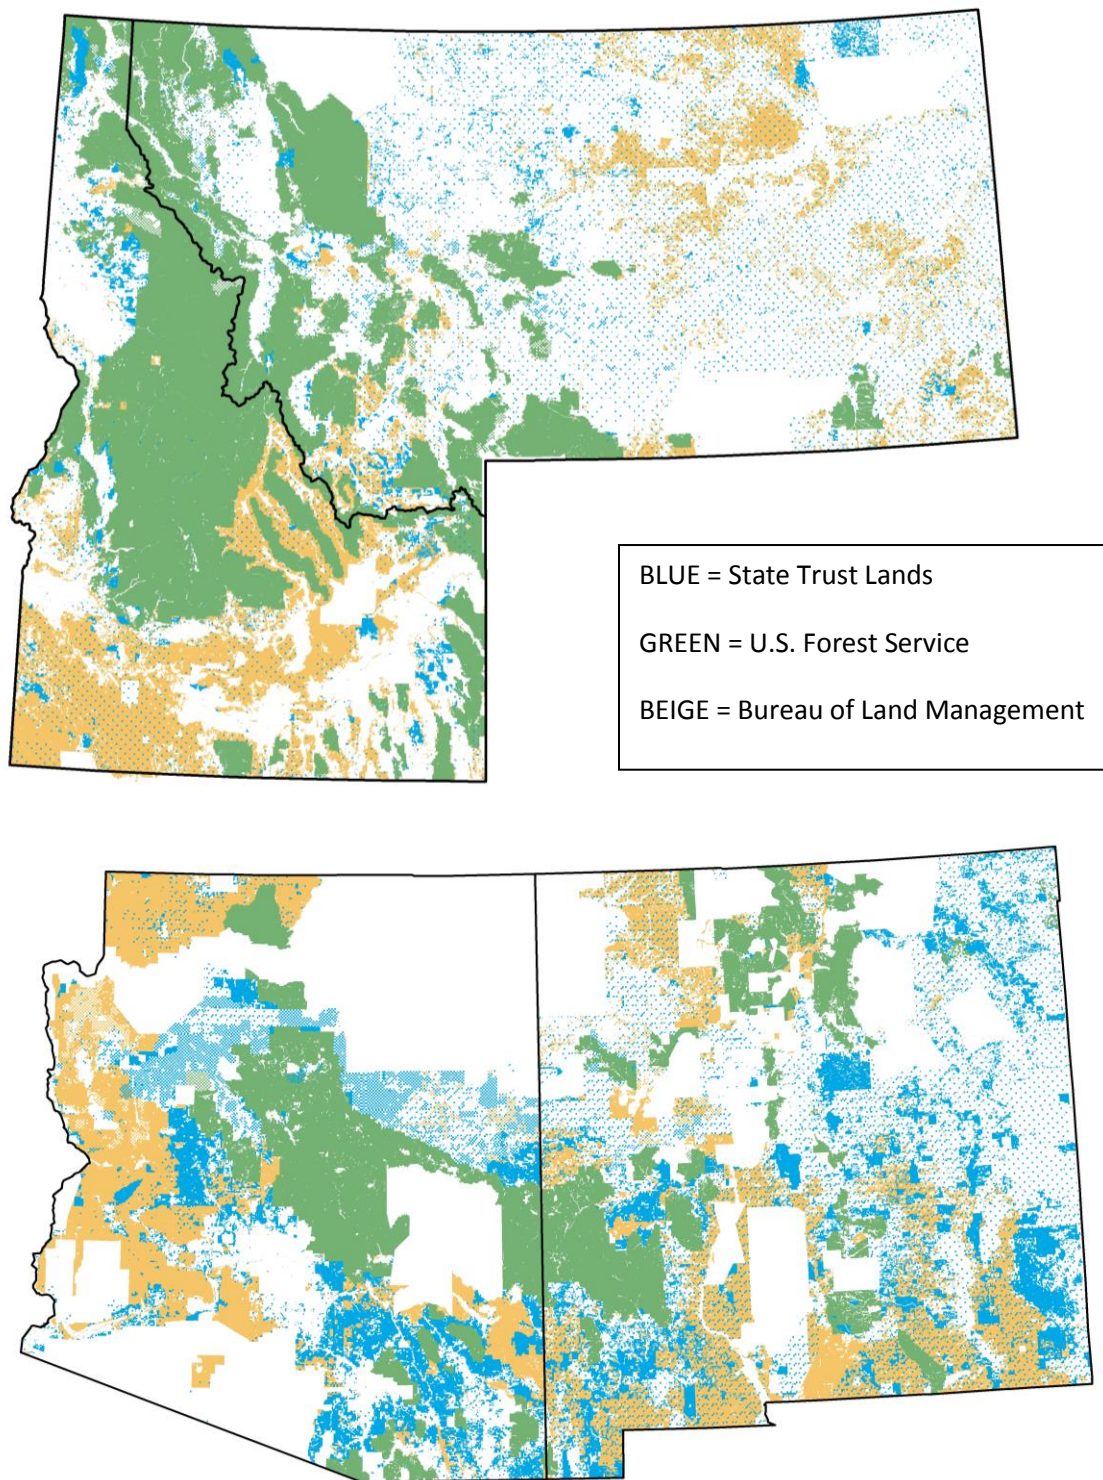 BLUE = State Trust Lands
GREEN = U.S. Forest Service
BEIGE = Bureau of Land Management